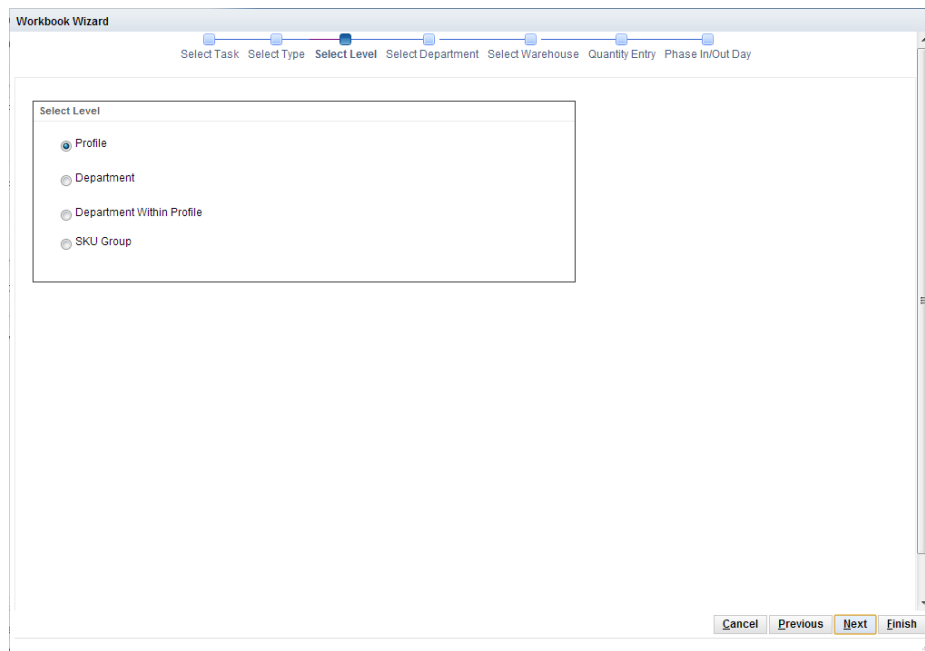 Workbook Wizard
Select Task Select Type Select Level Select Department Select Warehouse Quantity Entry Phase In/Out Day
Select Level
Profile
Department
Department Within Profile
SKU Group
Cancel Previous Next Finish